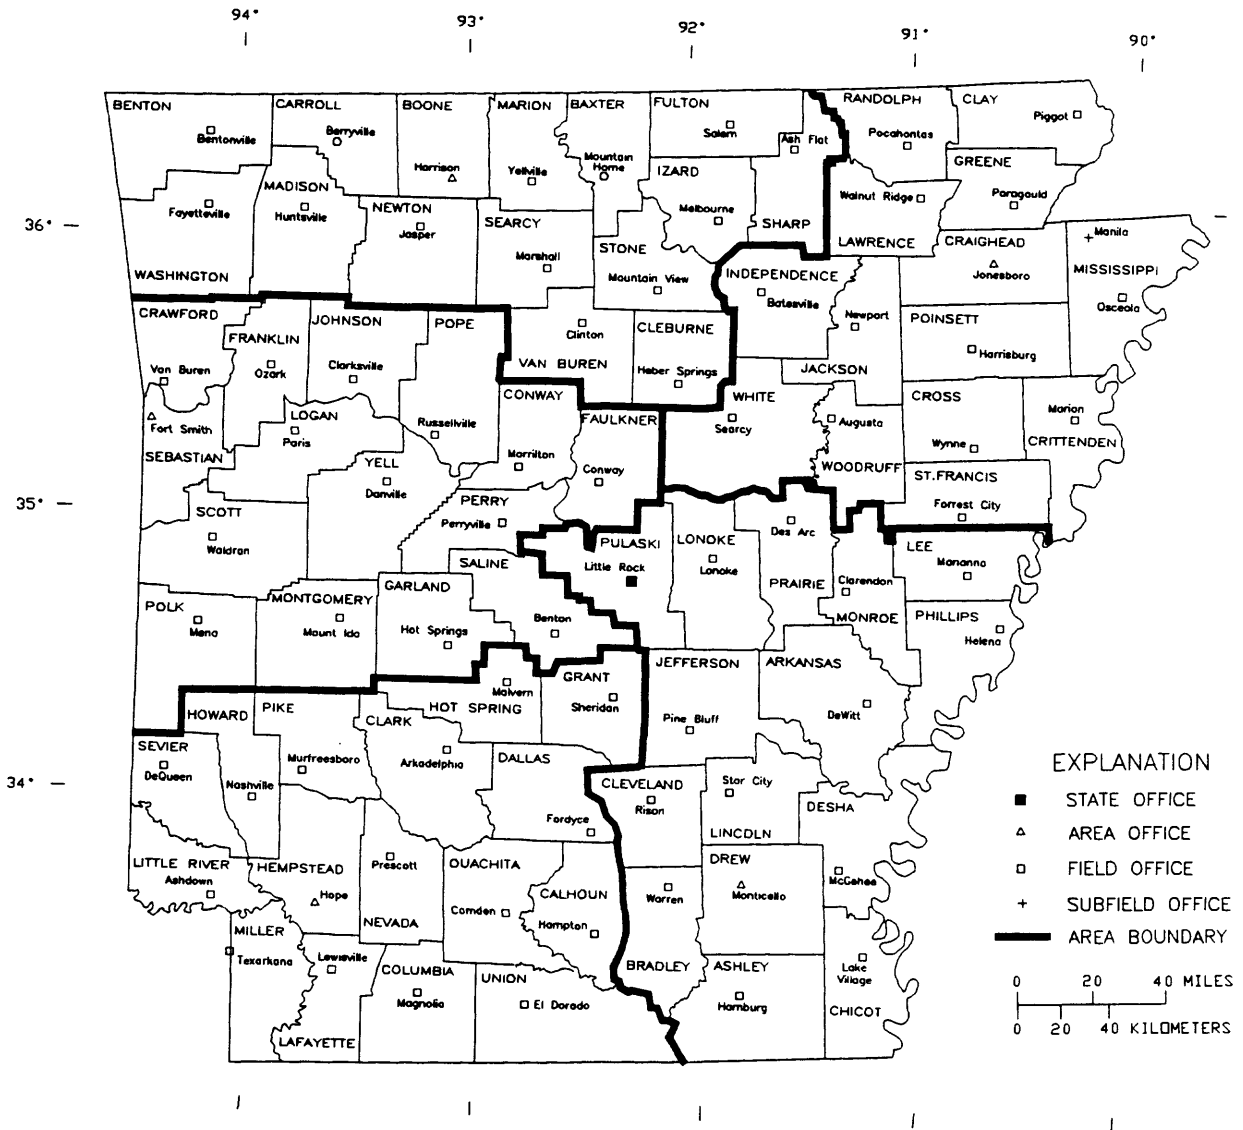 94°
93°
92°
91°
90°
BENTON
CARROLL
BOONE
MARION
BAXTER
FULTON
RANDOLPH
CLAY
Bentonville
Berryville
Harrison
Yellville
Mountain
Home
Salem
Ash Flat
Pocahontas
Piggot
MADISON
Huntsville
IZARD
Melbourne
GREENE
Paragould
Walnut Ridge
Fayetteville
NEWTON
Jasper
SEARCY
Marshall
SHARP
LAWRENCE
36°
CRAIGHEAD
Jonesboro
Manila
MISSISSIPPI
Osceola
WASHINGTON
STONE
Mountain View
INDEPENDENCE
Batesville
CRAWFORD
FRANKLIN
JOHNSON
POPE
Clinton
VAN BUREN
CLEBURNE
Heber Springs
Newport
JACKSON
POINSETT
Harrisburg
Van Buren
Ozark
Clarksville
CONWAY
WHITE
Searcy
CROSS
Wynne
Marion
CRITTENDEN
Fort Smith
SEBASTIAN
LOGAN
Paris
Russellville
Morrilton
FAULKNER
Conway
Augusta
WOODRUFF
ST.FRANCIS
Forrest City
YELL
Danville
35°
SCOTT
Waldran
PERRY
Perryville
PULASKI
Little Rock
LONOKE
Lonoke
Des Arc
PRAIRIE
Clarendon
MONROE
LEE
Marianna
SALINE
Benton
POLK
Mena
MONTGOMERY
Mount Ida
GARLAND
Hot Springs
PHILLIPS
Helena
JEFFERSON
Pine Bluff
ARKANSAS
DeWitt
HOWARD
PIKE
Murfreesboro
CLARK
Arkadelphia
Malvern
HOT SPRING
GRANT
Sheridan
SEVIER
DeQueen
Nashville
DALLAS
Fordyce
34°
CLEVELAND
Rison
Star City
LINCOLN
DESHA
McGehee
LITTLE RIVER
Ashdown
HEMPSTEAD
Hope
Prescott
NEVADA
OUACHITA
Camden
CALHOUN
Hampton
Warren
BRADLEY
DREW
Monticello
MILLER
Texarkana
Lewisville
LAFAYETTE
COLUMBIA
Magnolia
UNION
El Dorado
ASHLEY
Hamburg
Lake
Village
CHICOT
EXPLANATION
STATE OFFICE
AREA OFFICE
FIELD OFFICE
SUBFIELD OFFICE
AREA BOUNDARY
0 20 40 MILES
0 20 40 KILOMETERS